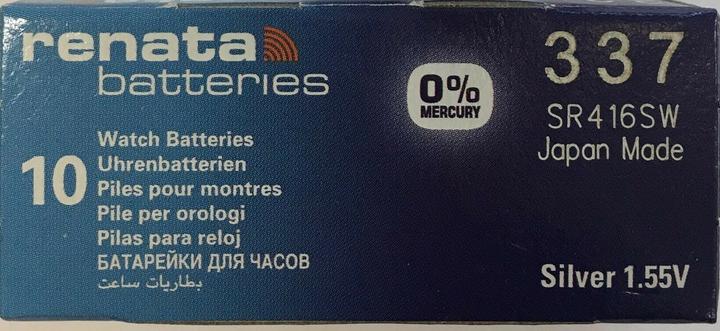 renata
batteries
10
Watch Batteries
Uhrenbatterien
Piles pour montres
Pile per orologi
Pilas para reloj
БАТАРЕЙКИ ДЛЯ ЧАСОВ
بطاريات ساعت
0%
MERCURY
337
SR416SW
Japan Made
Silver 1.55V